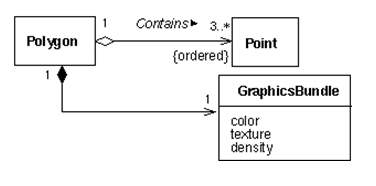 1 Contains ► 3..*
Polygon Point
{ordered}
1
1
GraphicsBundle
color
texture
density